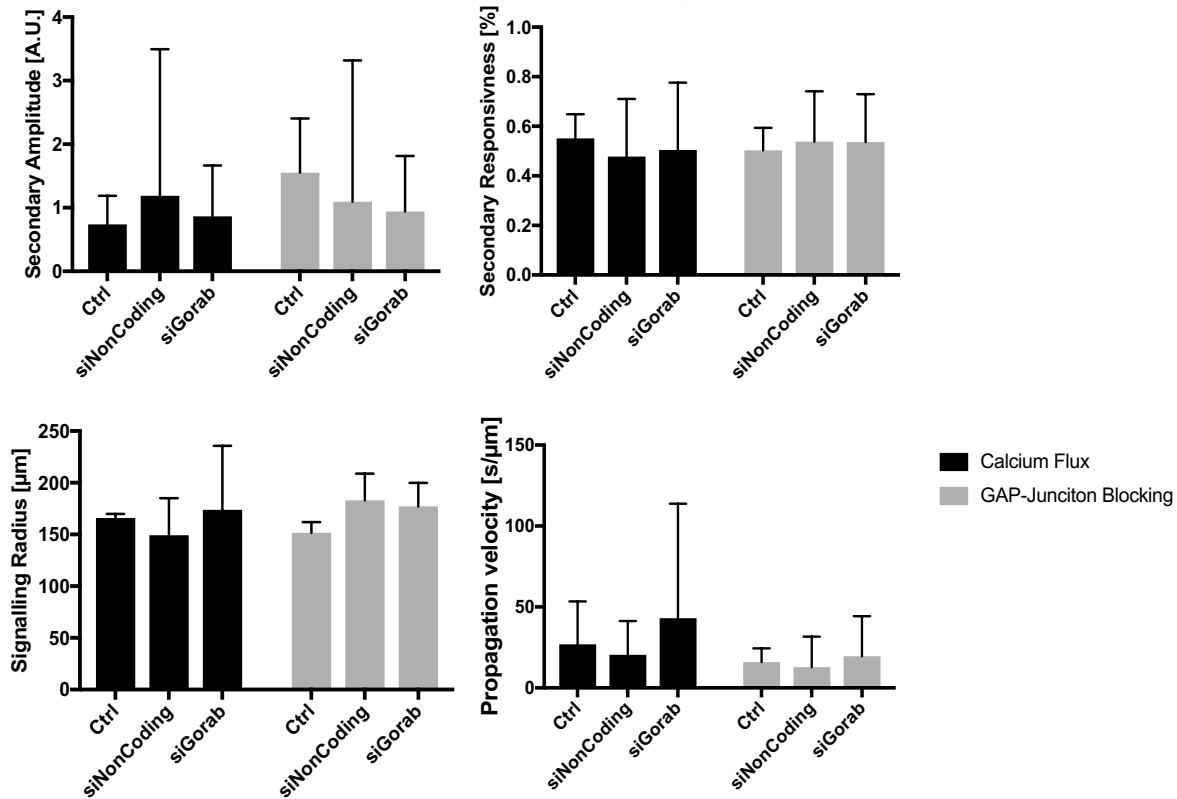 Secondary Amplitude [A.U.]
4
3
2
1
0
Ctrl
siNonCoding
siGorab
Ctrl
siNonCoding
siGorab
Secondary Responsivness [%]
1.0
0.8
0.6
0.4
0.2
0.0
Ctrl
siNonCoding
siGorab
Ctrl
siNonCoding
siGorab
Signalling Radius [µm]
250
200
150
100
50
0
Ctrl
siNonCoding
siGorab
Ctrl
siNonCoding
siGorab
Propagation velocity [s/µm]
150
100
50
0
Ctrl
siNonCoding
siGorab
Ctrl
siNonCoding
siGorab
Calcium Flux
GAP-Junciton Blocking